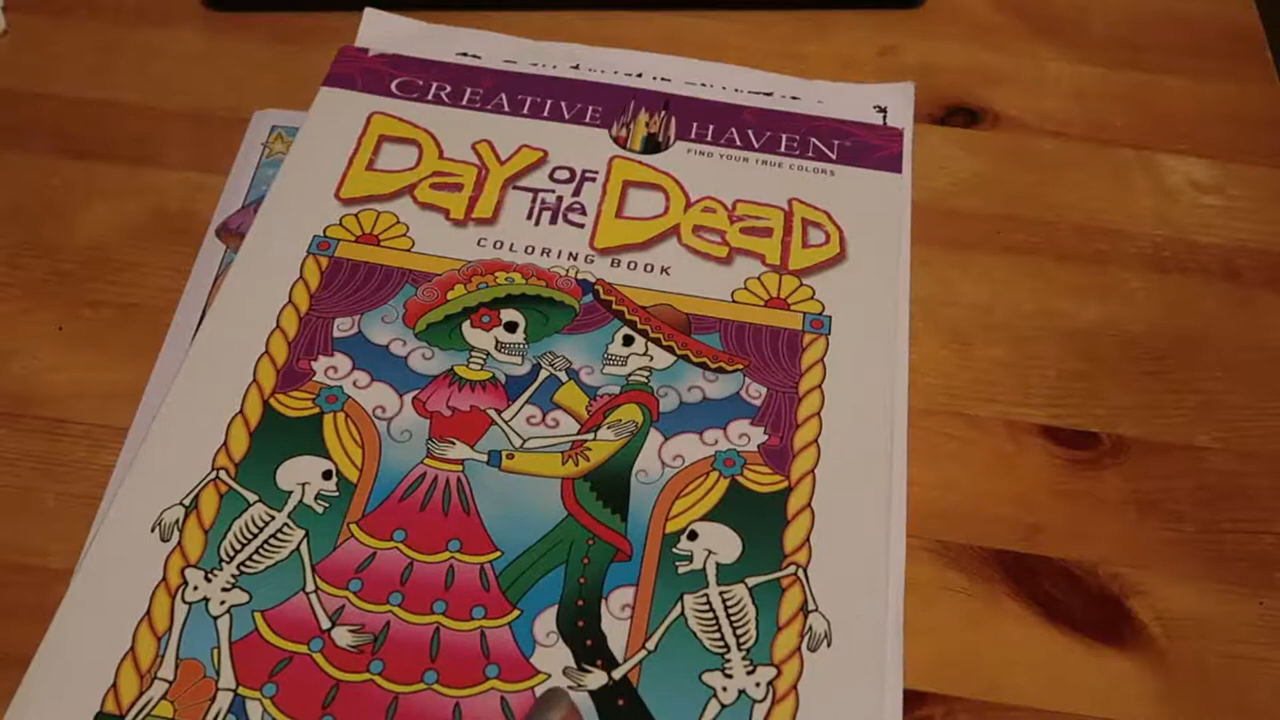 CREATIVE HAVEN®
FIND YOUR TRUE COLORS
Day OF THE DeaD
COLORING BOOK